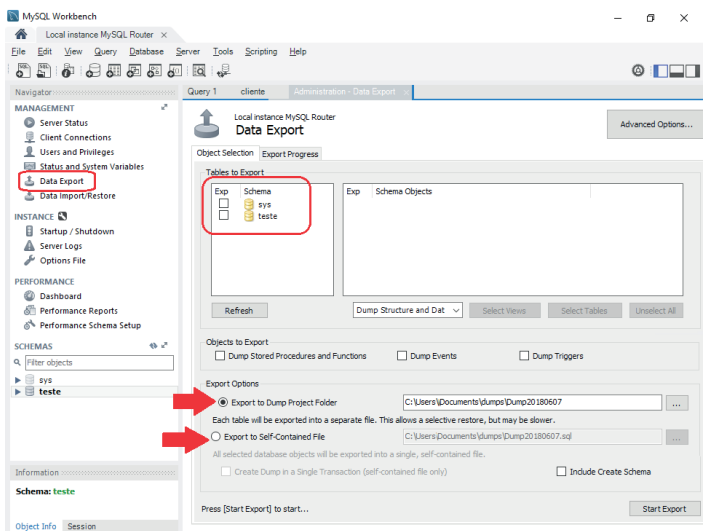 MySQL Workbench
Local instance MySQL Router ×
File Edit View Query Database Server Tools Scripting Help
Navigator
MANAGEMENT
Server Status
Client Connections
Users and Privileges
Status and System Variables
Data Export
Data Import/Restore
INSTANCE
Startup / Shutdown
Server Logs
Options File
PERFORMANCE
Dashboard
Performance Reports
Performance Schema Setup
SCHEMAS
Filter objects
sys
teste
Information
Schema: teste
Object Info Session
Query 1 cliente Administration - Data Export ×
Local instance MySQL Router
Data Export
Advanced Options...
Object Selection Export Progress
Tables to Export
Exp Schema
sys
teste
Exp Schema Objects
Refresh Dump Structure and Dat Select Views Select Tables Unselect All
Objects to Export
Dump Stored Procedures and Functions Dump Events Dump Triggers
Export Options
Export to Dump Project Folder C:\Users\Documents\dumps\Dump20180607 ...
Each table will be exported into a separate file. This allows a selective restore, but may be slower.
Export to Self-Contained File C:\Users\Documents\dumps\Dump20180607.sql ...
All selected database objects will be exported into a single, self-contained file.
Create Dump in a Single Transaction (self-contained file only) Include Create Schema
Press [Start Export] to start... Start Export